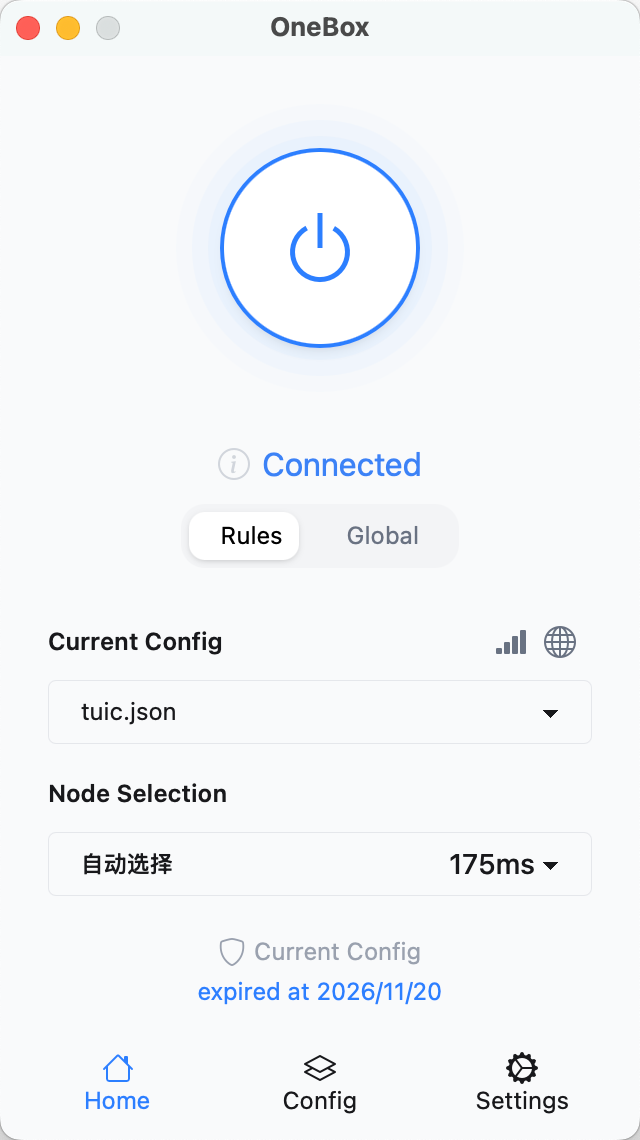 OneBox
Connected
Rules Global
Current Config
tuic.json
Node Selection
自动选择 175ms
Current Config
expired at 2026/11/20
Home Config Settings